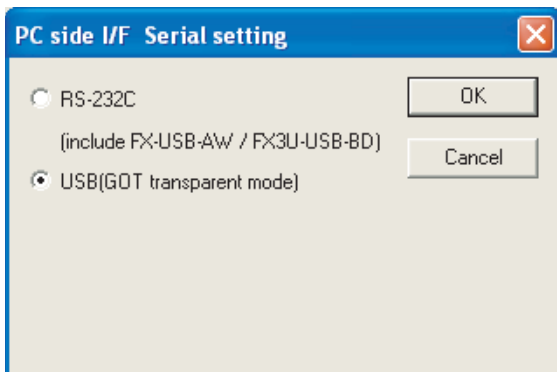 PC side I/F Serial setting
RS-232C
OK
(include FX-USB-AW / FX3U-USB-BD)
Cancel
USB(GOT transparent mode)